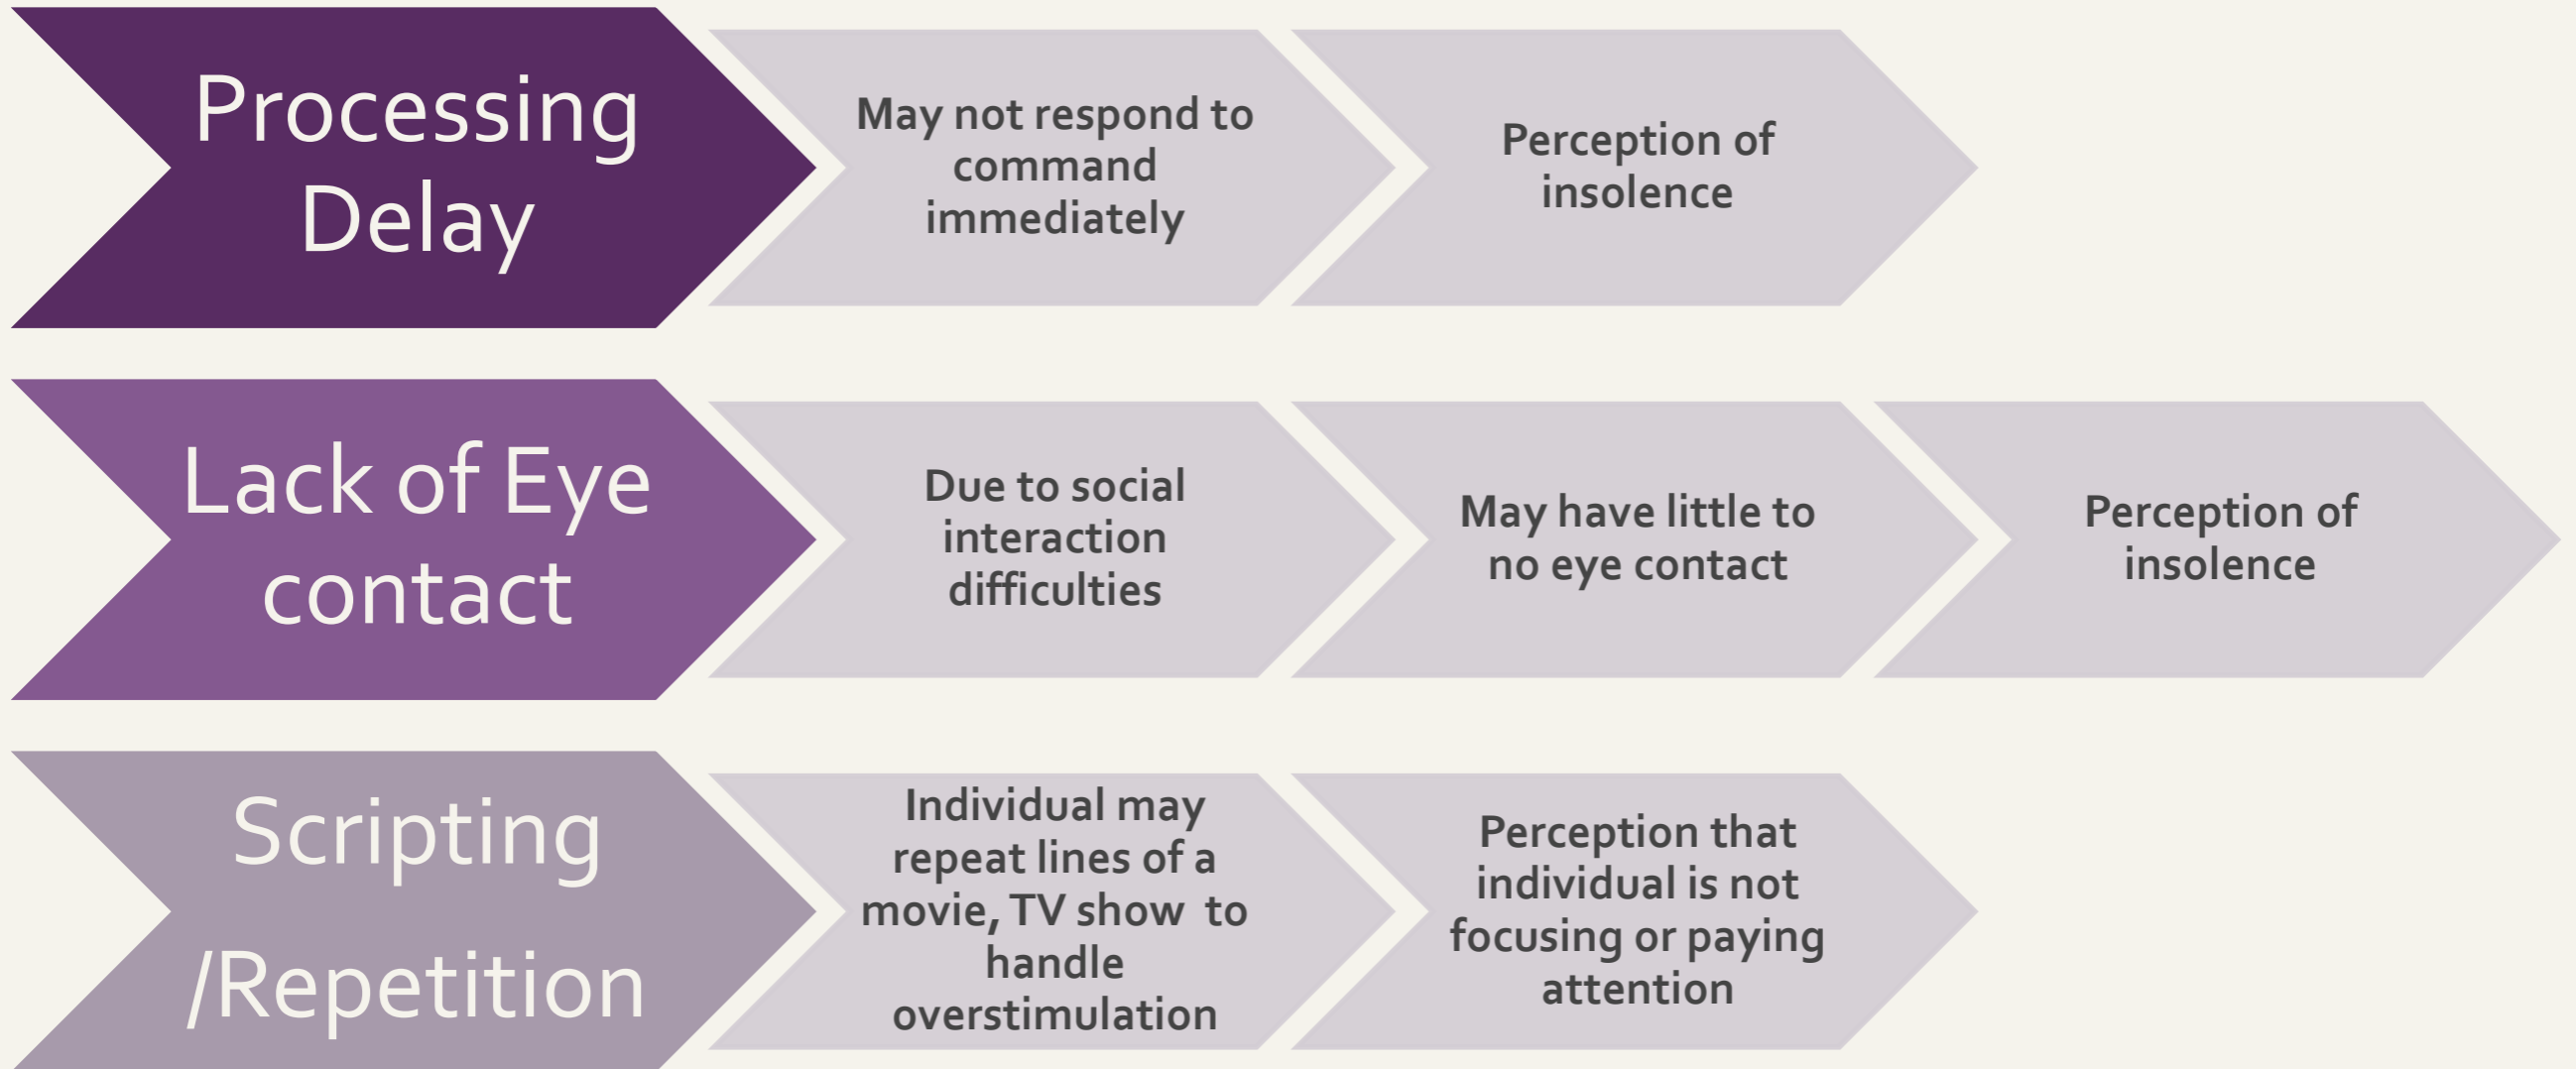 Processing
Delay
May not respond to
command
immediately
Perception of
insolence
Lack of Eye
contact
Due to social
interaction
difficulties
May have little to
no eye contact
Perception of
insolence
Scripting
/Repetition
Individual may
repeat lines of a
movie, TV show  to
handle
overstimulation
Perception that
individual is not
focusing or paying
attention